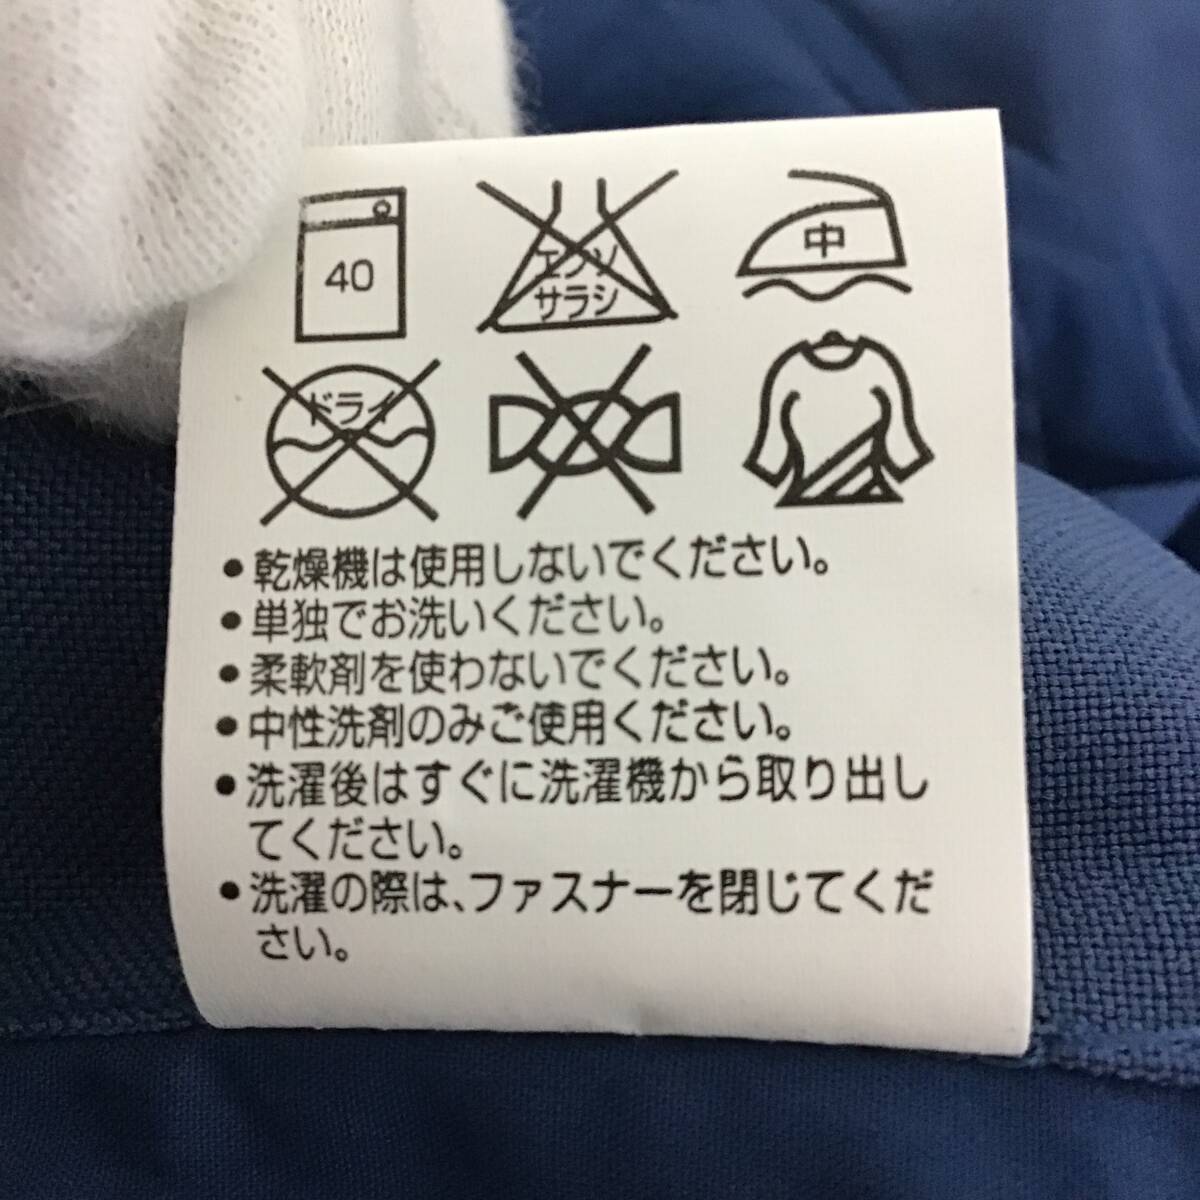 40
エンソ
サラシ
中
ドライ
•乾燥機は使用しないでください。
•単独でお洗いください。
•柔軟剤を使わないでください。
•中性洗剤のみご使用ください。
•洗濯後はすぐに洗濯機から取り出し
てください。
•洗濯の際は、ファスナーを閉じてくだ
さい。